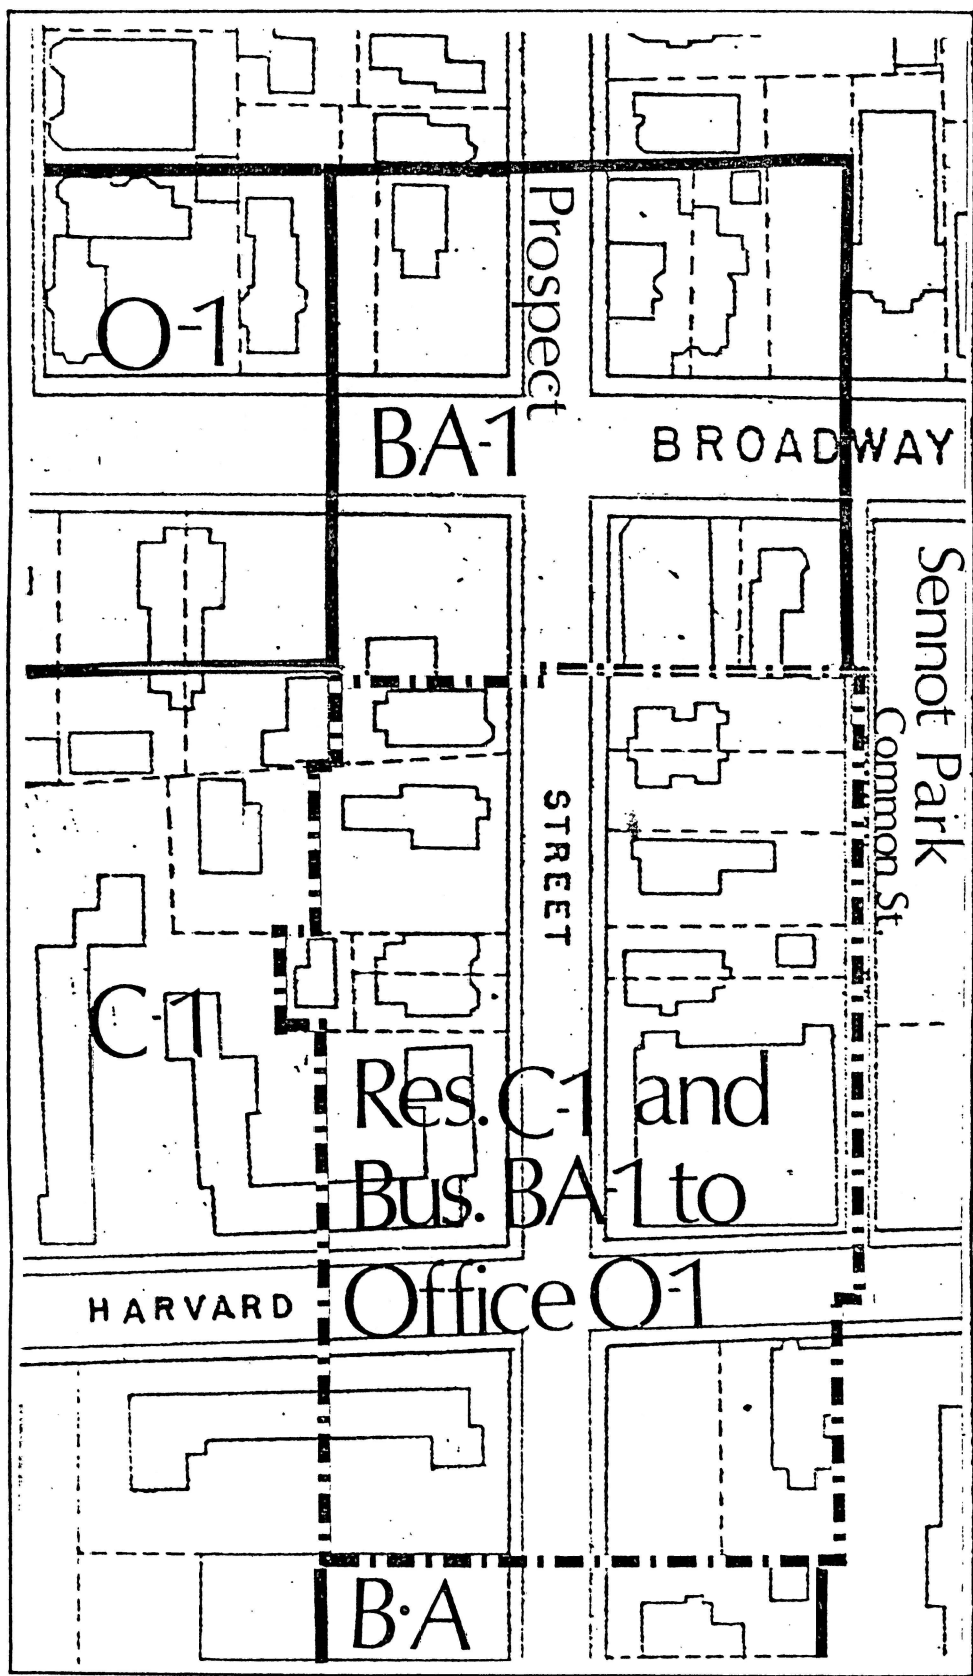 Prospect
O-1
BA-1
BROADWAY
Sennot Park
Common St
STREET
C-1
Res. C-1 and
Bus. BA-1 to
Office O-1
HARVARD
B·A